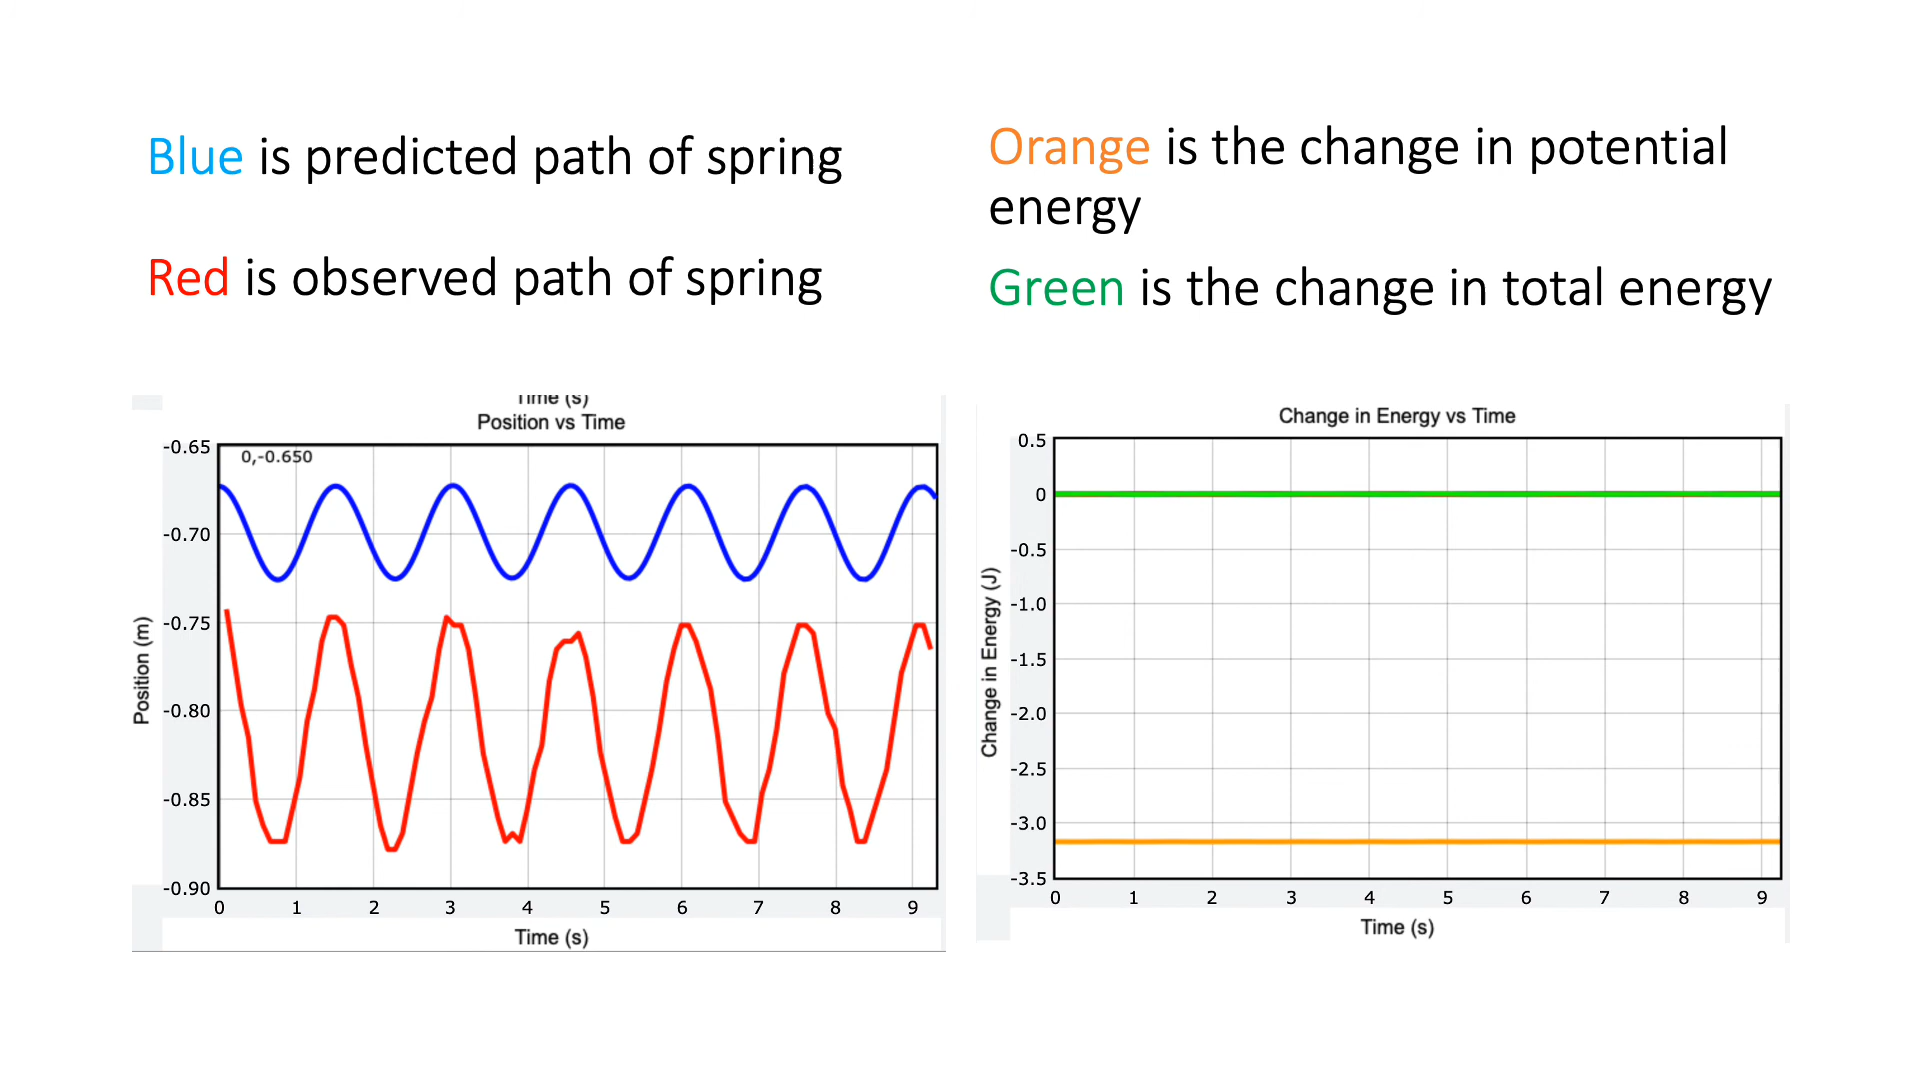 Blue is predicted path of spring
Red is observed path of spring
Orange is the change in potential
energy
Green is the change in total energy
Time (s)
Position vs Time
0,-0.650
-0.65
-0.70
-0.75
-0.80
-0.85
-0.90
Position (m)
0 1 2 3 4 5 6 7 8 9
Time (s)
Change in Energy vs Time
0.5
0
-0.5
-1.0
-1.5
-2.0
-2.5
-3.0
-3.5
Change in Energy (J)
0 1 2 3 4 5 6 7 8 9
Time (s)